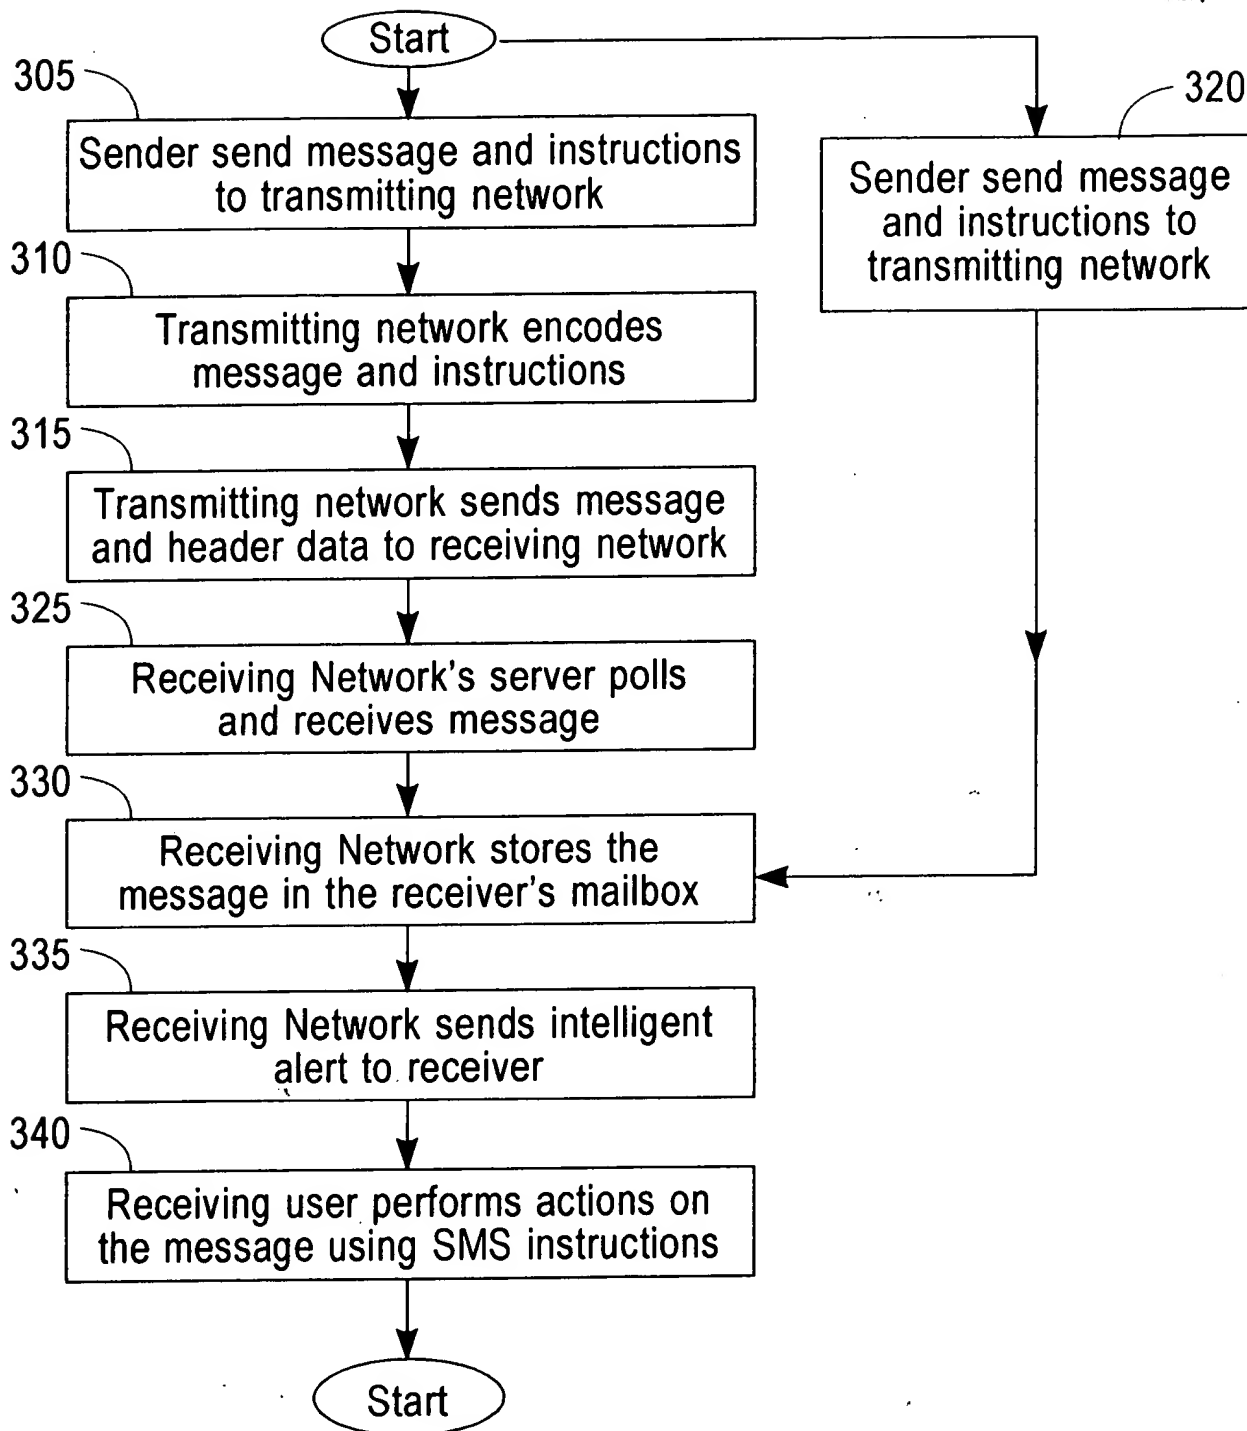 Start
305
320
Sender send message and instructions
to transmitting network
Sender send message
and instructions to
transmitting network
310
Transmitting network encodes
message and instructions
315
Transmitting network sends message
and header data to receiving network
325
Receiving Network's server polls
and receives message
330
Receiving Network stores the
message in the receiver's mailbox
335
Receiving Network sends intelligent
alert to receiver
340
Receiving user performs actions on
the message using SMS instructions
Start